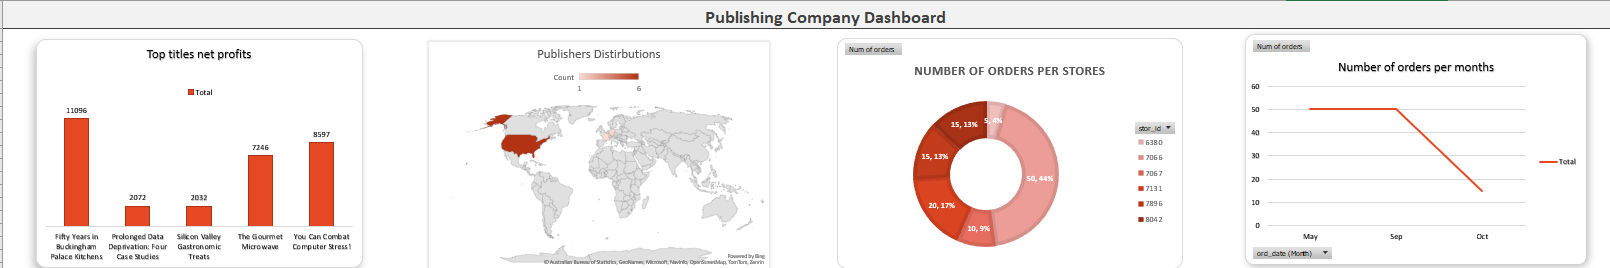 Publishing Company Dashboard
Top titles net profits
Total
11096
2072
2032
7246
8597
Fifty Years in
Buckingham
Palace Kitchens
Prolonged Data
Deprivation: Four
Case Studies
Silicon Valley
Gastronomic
Treats
The Gourmet
Microwave
You Can Combat
Computer Stress!
Publishers Distirbutions
Count
1
6
Powered by Bing
© Australian Bureau of Statistics, GeoNames, Microsoft, Navinfo, OpenStreetMap, TomTom, Zenrin
Num of orders
NUMBER OF ORDERS PER STORES
5, 4%
50, 44%
10, 9%
20, 17%
15, 13%
15, 13%
stor_id
6380
7066
7067
7131
7896
8042
Num of orders
Number of orders per months
60
50
40
30
20
10
0
May
Sep
Oct
Total
ord_date (Month)